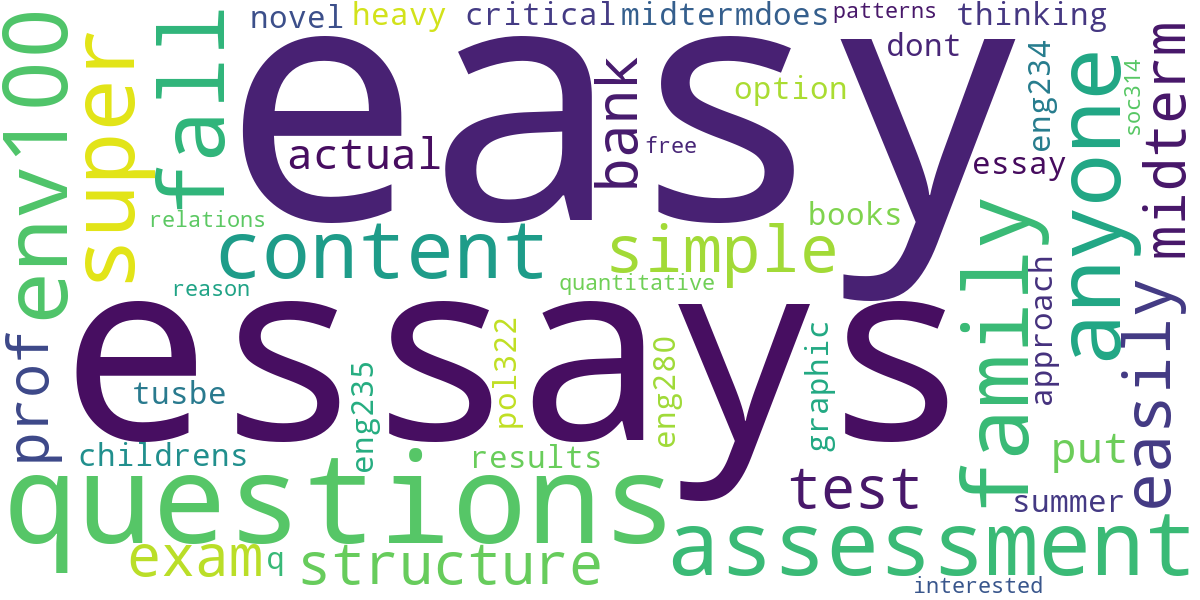 novel
heavy
critical
midtermdoes
patterns
thinking
env100
super
fall
easy
dont
bank
option
eng234
soc314
anyone
midterm
actual
free
essay
relations
content
simple
books
family
reason
quantitative
approach
easily
essays
prof
tusbe
eng235
pol322
eng280
graphic
childrens
results
put
questions
test
summer
exam
q
structure
assessment
interested